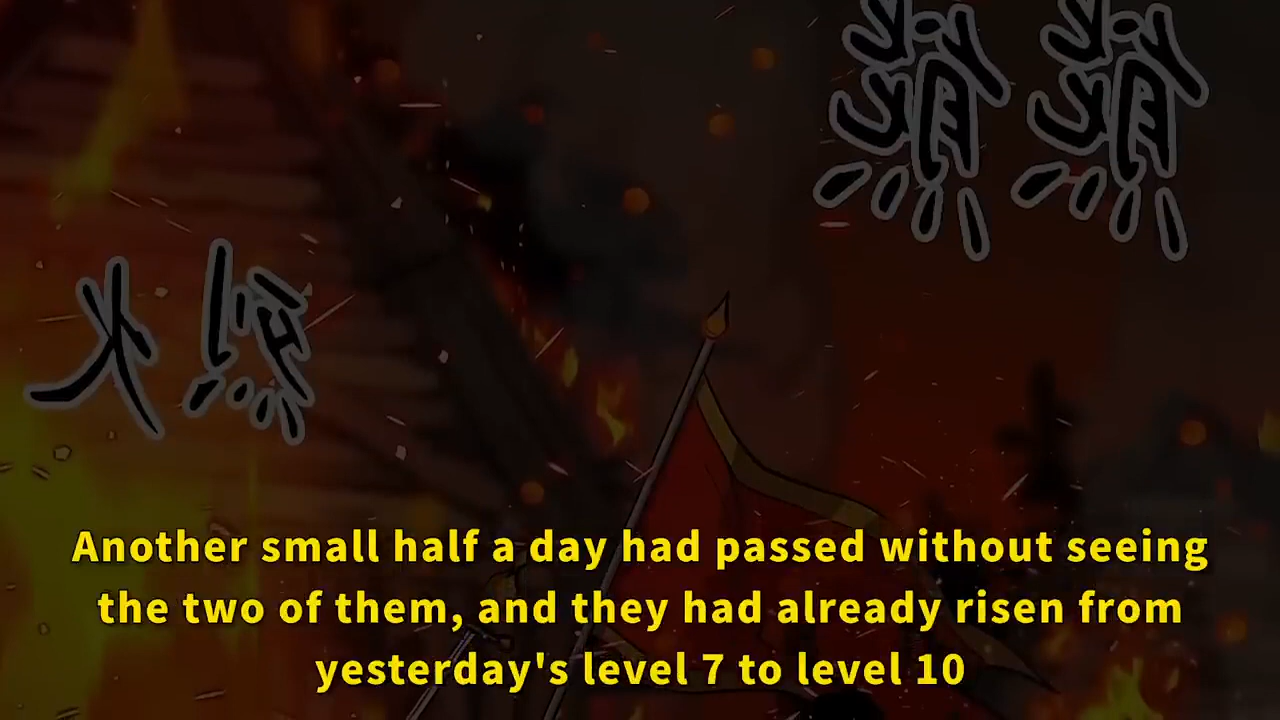 熊熊
烈火
Another small half a day had passed without seeing
the two of them, and they had already risen from
yesterday's level 7 to level 10